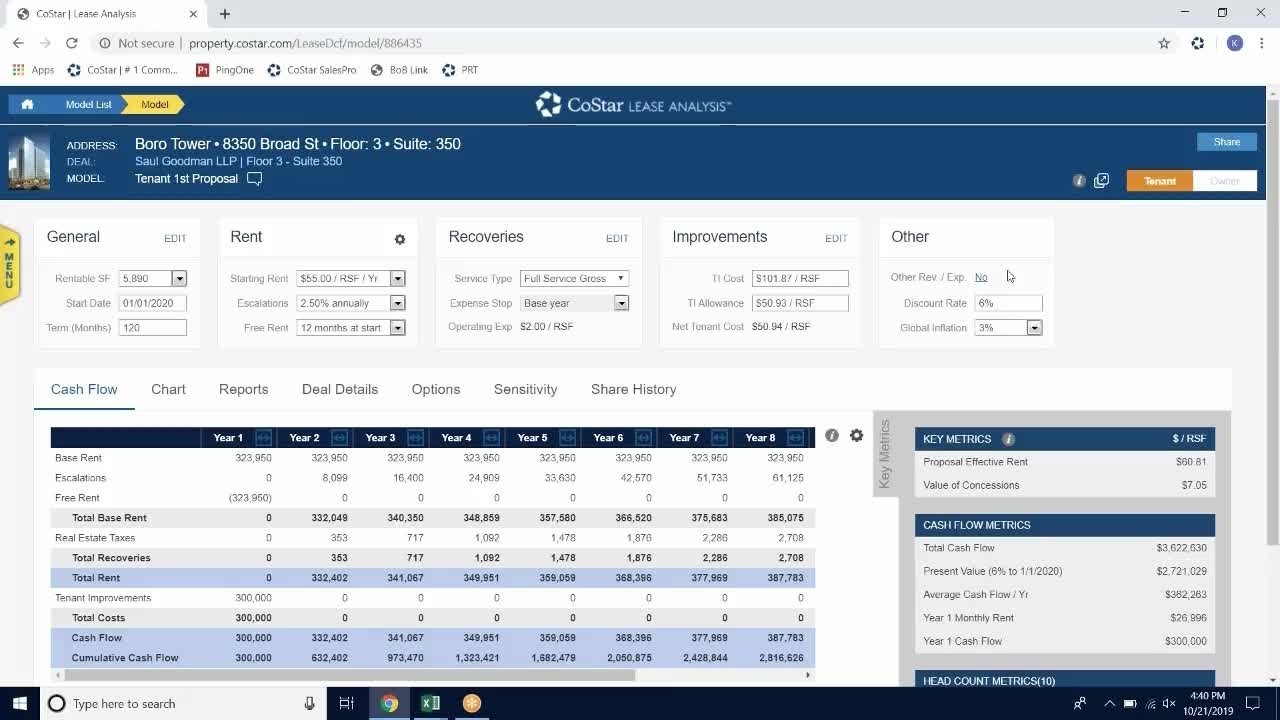 CoStar | Lease Analysis
Not secure | property.costar.com/LeaseDcf/model/886435
K
Apps CoStar | # 1 Comm... PingOne CoStar SalesPro BoB Link PRT
Model List Model CoStar LEASE ANALYSIS™
ADDRESS: Boro Tower • 8350 Broad St • Floor: 3 • Suite: 350 Share
DEAL: Saul Goodman LLP | Floor 3 - Suite 350
MODEL: Tenant 1st Proposal Tenant Owner
MENU
General EDIT
Rentable SF 5,890
Start Date 01/01/2020
Term (Months) 120
Rent
Starting Rent $55.00 / RSF / Yr
Escalations 2.50% annually
Free Rent 12 months at start
Recoveries EDIT
Service Type Full Service Gross
Expense Stop Base year
Operating Exp $2.00 / RSF
Improvements EDIT
TI Cost $101.87 / RSF
TI Allowance $50.93 / RSF
Net Tenant Cost $50.94 / RSF
Other
Other Rev. / Exp. No
Discount Rate 6%
Global Inflation 3%
Cash Flow Chart Reports Deal Details Options Sensitivity Share History
Year 1 Year 2 Year 3 Year 4 Year 5 Year 6 Year 7 Year 8
Base Rent 323,950 323,950 323,950 323,950 323,950 323,950 323,950 323,950
Escalations 0 8,099 16,400 24,909 33,630 42,570 51,733 61,125
Free Rent (323,950) 0 0 0 0 0 0 0
Total Base Rent 0 332,049 340,350 348,859 357,580 366,520 375,683 385,075
Real Estate Taxes 0 353 717 1,092 1,478 1,876 2,286 2,708
Total Recoveries 0 353 717 1,092 1,478 1,876 2,286 2,708
Total Rent 0 332,402 341,067 349,951 359,059 368,396 377,969 387,783
Tenant Improvements 300,000 0 0 0 0 0 0 0
Total Costs 300,000 0 0 0 0 0 0 0
Cash Flow 300,000 332,402 341,067 349,951 359,059 368,396 377,969 387,783
Cumulative Cash Flow 300,000 632,402 973,470 1,323,421 1,682,479 2,050,875 2,428,844 2,816,626
Key Metrics
KEY METRICS $ / RSF
Proposal Effective Rent $60.81
Value of Concessions $7.05
CASH FLOW METRICS
Total Cash Flow $3,622,630
Present Value (6% to 1/1/2020) $2,721,029
Average Cash Flow / Yr $362,263
Year 1 Monthly Rent $26,996
Year 1 Cash Flow $300,000
HEAD COUNT METRICS(10)
Type here to search
4:40 PM
10/21/2019